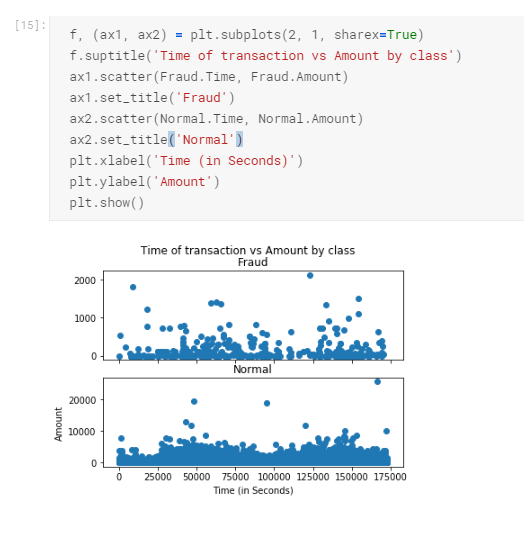 [15]:
f, (ax1, ax2) = plt.subplots(2, 1, sharex=True)
f.suptitle('Time of transaction vs Amount by class')
ax1.scatter(Fraud.Time, Fraud.Amount)
ax1.set_title('Fraud')
ax2.scatter(Normal.Time, Normal.Amount)
ax2.set_title('Normal')
plt.xlabel('Time (in Seconds)')
plt.ylabel('Amount')
plt.show()
Time of transaction vs Amount by class
Fraud
2000
1000
0
Normal
20000
10000
0
Amount
0 25000 50000 75000 100000 125000 150000 175000
Time (in Seconds)